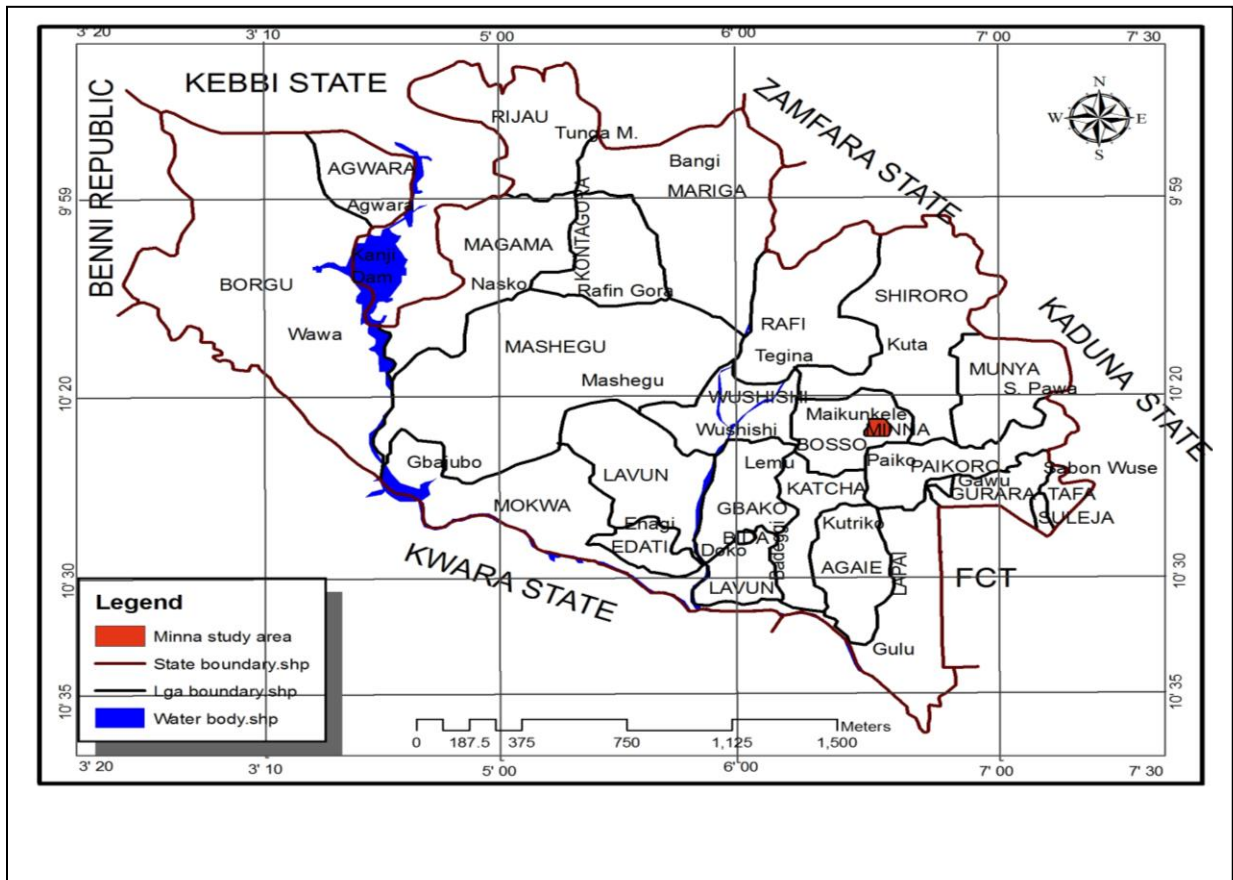 3' 20
3' 10
5' 00
6' 00
7' 00
7' 30
KEBBI STATE
ZAMFARA STATE
BENNI REPUBLIC
KADUNA STATE
KWARA STATE
FCT
N
W
E
S
RIJAU
Tunga M.
Bangi
MARIGA
AGWARA
Agwara
9' 59
9' 59
KONTAGORA
MAGAMA
Kanji
Dam
Nasko
Rafin Gora
BORGU
Wawa
SHIRORO
RAFI
Kuta
Tegina
MASHEGU
Mashegu
MUNYA
S. Pawa
10' 20
10' 20
WUSHISHI
Wushishi
Maikunkele
MINNA
BOSSO
Gbajubo
LAVUN
Lemu
Paiko
PAIKORO
Sabon Wuse
Gawu
GURARA
TAFA
SULEJA
MOKWA
GBAKO
KATCHA
Enagi
EDATI
BIDA
Doko
Badeggi
Kutriko
AGAIE
LAPAI
LAVUN
10' 30
10' 30
Gulu
10' 35
10' 35
Legend
Minna study area
State boundary.shp
Lga boundary.shp
Water body.shp
Meters
0 187.5 375 750 1,125 1,500
3' 20
3' 10
5' 00
6' 00
7' 00
7' 30